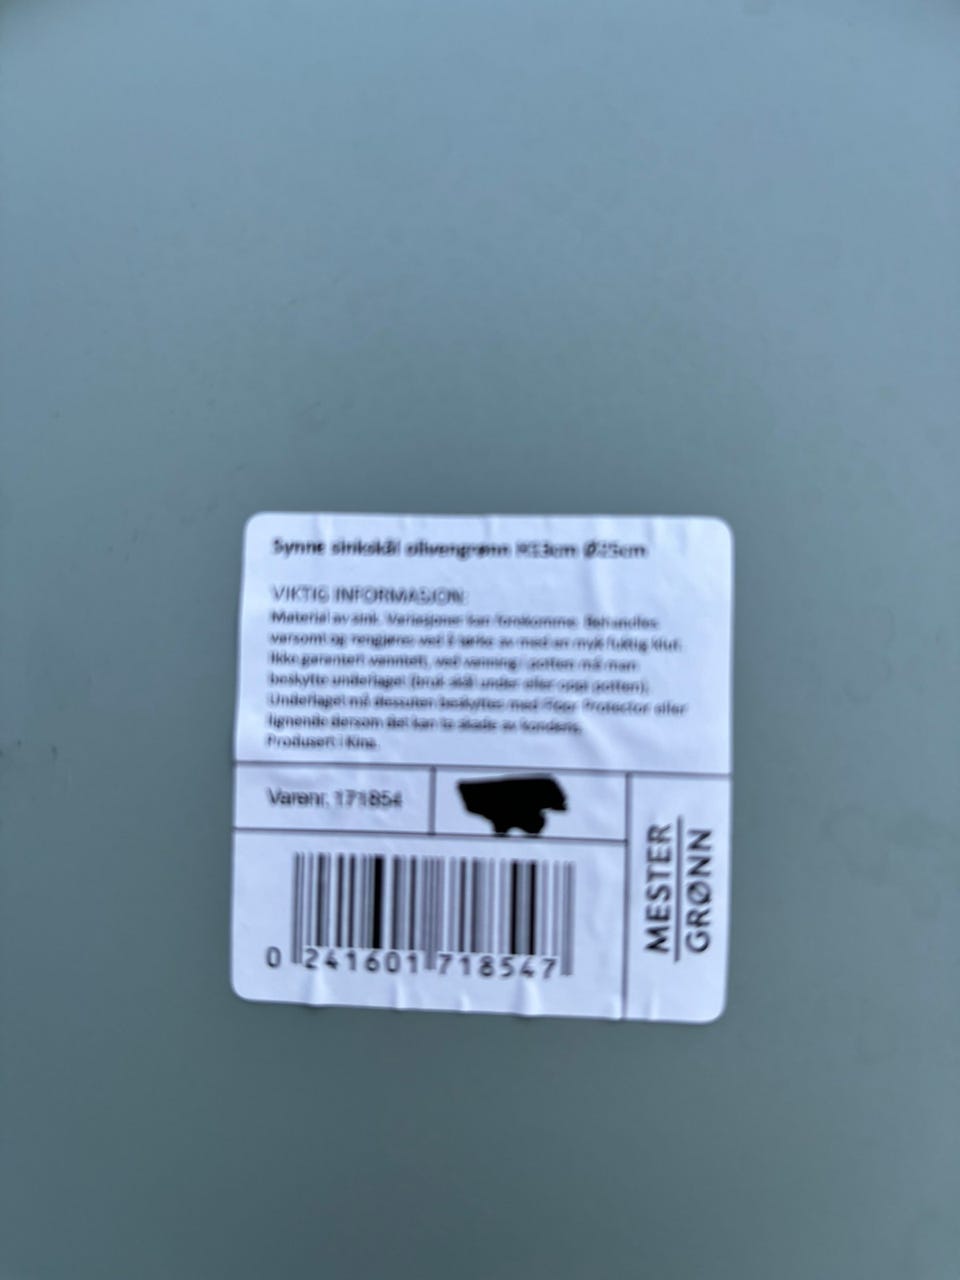 Synne sinkskål olivengrønn H13cm Ø25cm
VIKTIG INFORMASJON:
Material av sink. Variasjoner kan forekomme. Behandles
varsomt og rengjøres ved å tørke av med en myk fuktig klut.
Ikke garantert vanntett, ved vanning i potten må man
beskytte underlaget (bruk skål under eller oppi potten).
Underlaget må dessuten beskyttes med Floor Protector eller
lignende dersom det kan ta skade av kondens.
Produsert i Kina.
Varenr. 171854
0 241601 718547
MESTER
GRØNN